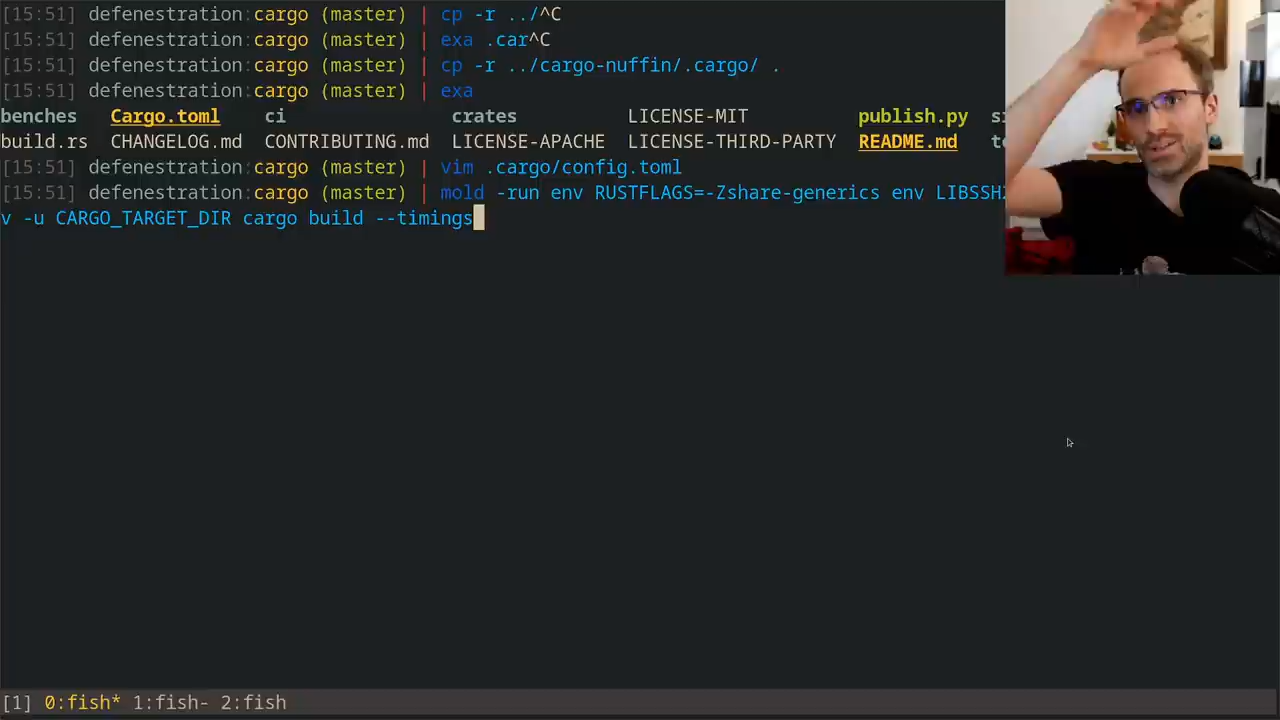 [15:51] defenestration:cargo (master) | cp -r ../^C
[15:51] defenestration:cargo (master) | exa .car^C
[15:51] defenestration:cargo (master) | cp -r ../cargo-nuffin/.cargo/ .
[15:51] defenestration:cargo (master) | exa
benches Cargo.toml ci crates LICENSE-MIT publish.py
build.rs CHANGELOG.md CONTRIBUTING.md LICENSE-APACHE LICENSE-THIRD-PARTY README.md
[15:51] defenestration:cargo (master) | vim .cargo/config.toml
[15:51] defenestration:cargo (master) | mold -run env RUSTFLAGS=-Zshare-generics env LIBSSH
v -u CARGO_TARGET_DIR cargo build --timings
[1] 0:fish* 1:fish- 2:fish